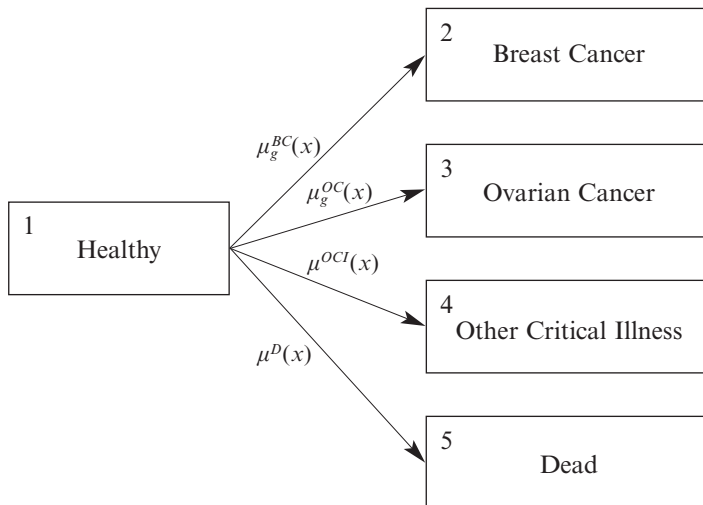 2
Breast Cancer
μ_g^{BC}(x)
3
Ovarian Cancer
μ_g^{OC}(x)
1
Healthy
μ^{OCI}(x)
4
Other Critical Illness
μ^{D}(x)
5
Dead